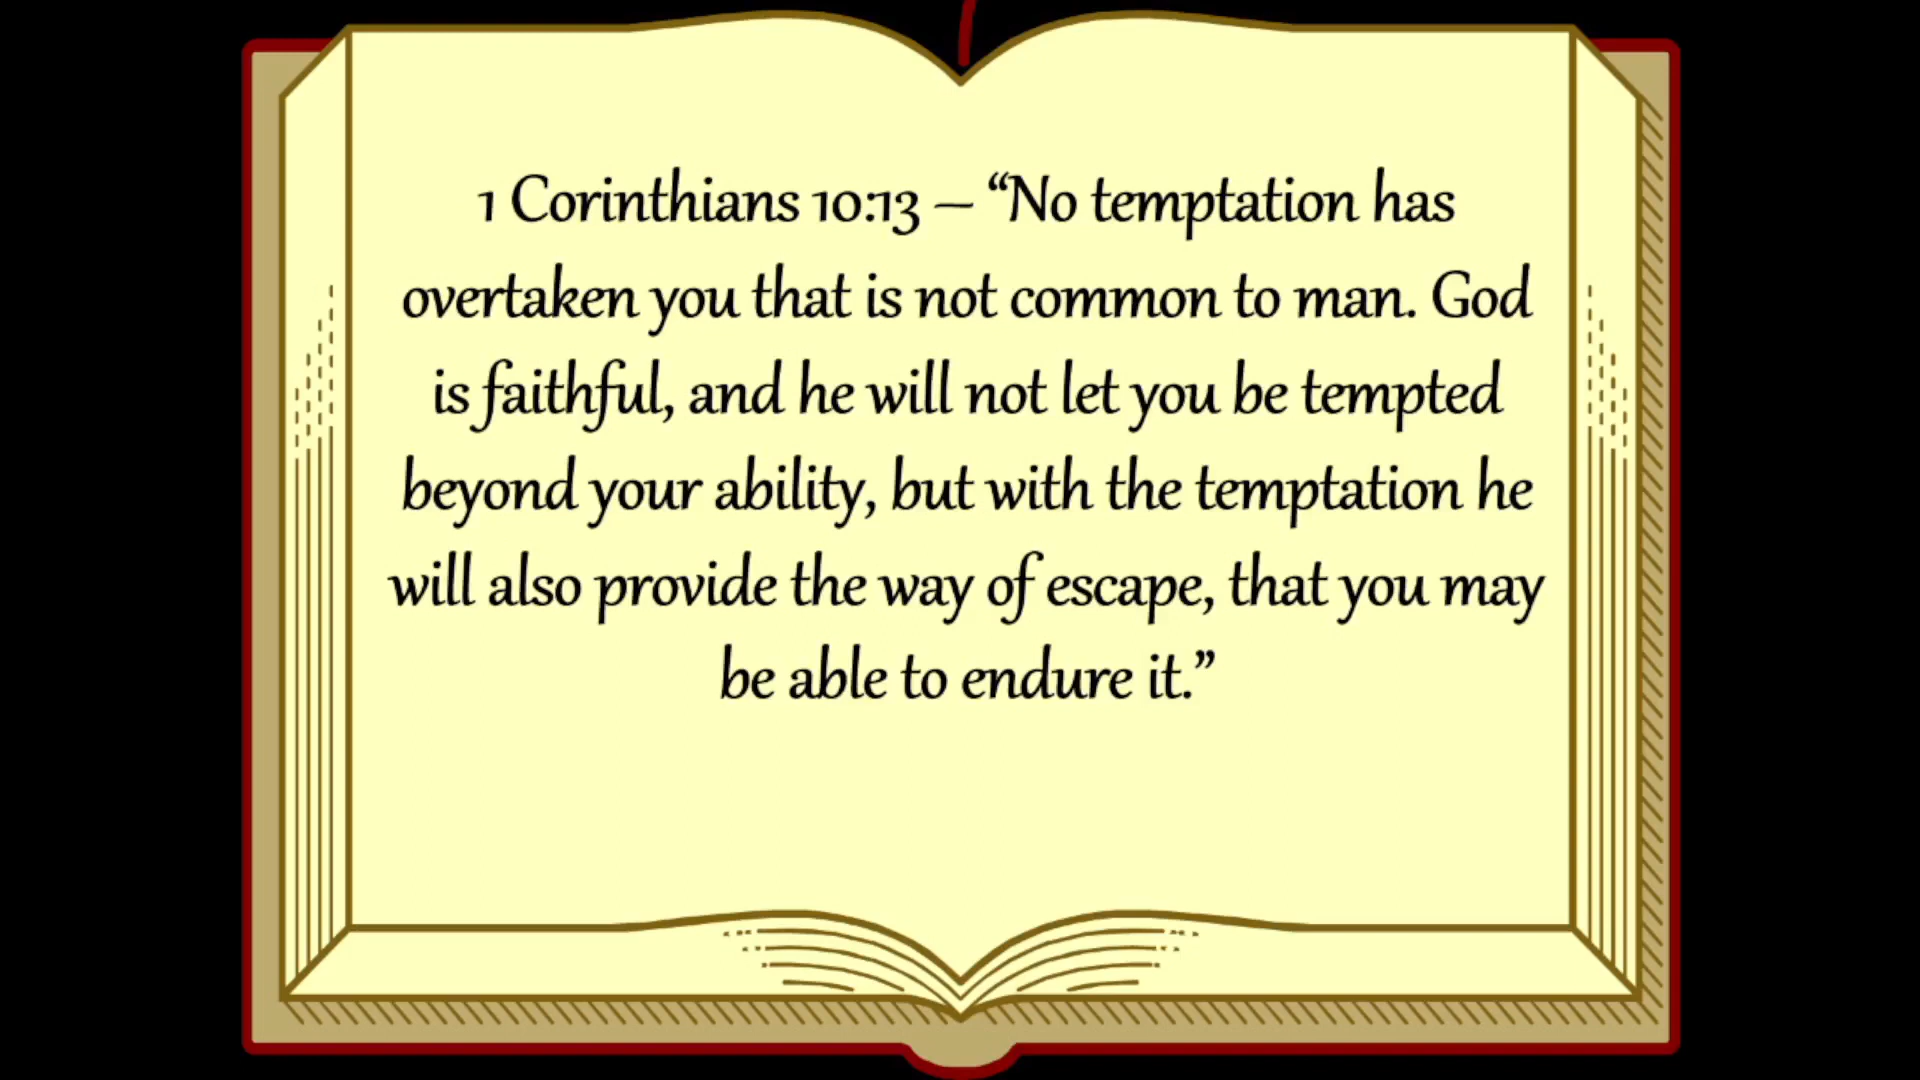 1 Corinthians 10:13 – “No temptation has
overtaken you that is not common to man. God
is faithful, and he will not let you be tempted
beyond your ability, but with the temptation he
will also provide the way of escape, that you may
be able to endure it.”